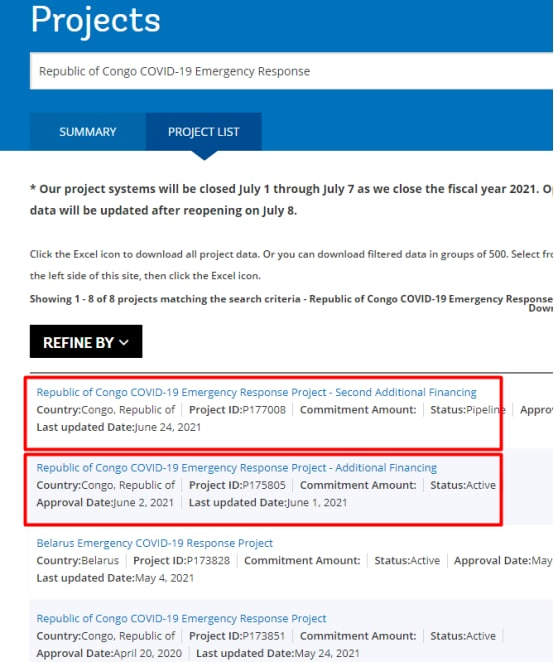 Projects
Republic of Congo COVID-19 Emergency Response
SUMMARY PROJECT LIST
* Our project systems will be closed July 1 through July 7 as we close the fiscal year 2021.
data will be updated after reopening on July 8.
Click the Excel icon to download all project data. Or you can download filtered data in groups of 500. Select
the left side of this site, then click the Excel icon.
Showing 1 - 8 of 8 projects matching the search criteria - Republic of Congo COVID-19 Emergency Response
REFINE BY
Republic of Congo COVID-19 Emergency Response Project - Second Additional Financing
Country:Congo, Republic of Project ID:P177008 Commitment Amount: Status:Pipeline
Last updated Date:June 24, 2021
Republic of Congo COVID-19 Emergency Response Project - Additional Financing
Country:Congo, Republic of Project ID:P175805 Commitment Amount: Status:Active
Approval Date:June 2, 2021 Last updated Date:June 1, 2021
Belarus Emergency COVID-19 Response Project
Country:Belarus Project ID:P173828 Commitment Amount: Status:Active Approval Date:May
Last updated Date:May 4, 2021
Republic of Congo COVID-19 Emergency Response Project
Country:Congo, Republic of Project ID:P173851 Commitment Amount: Status:Active
Approval Date:April 20, 2020 Last updated Date:May 24, 2021